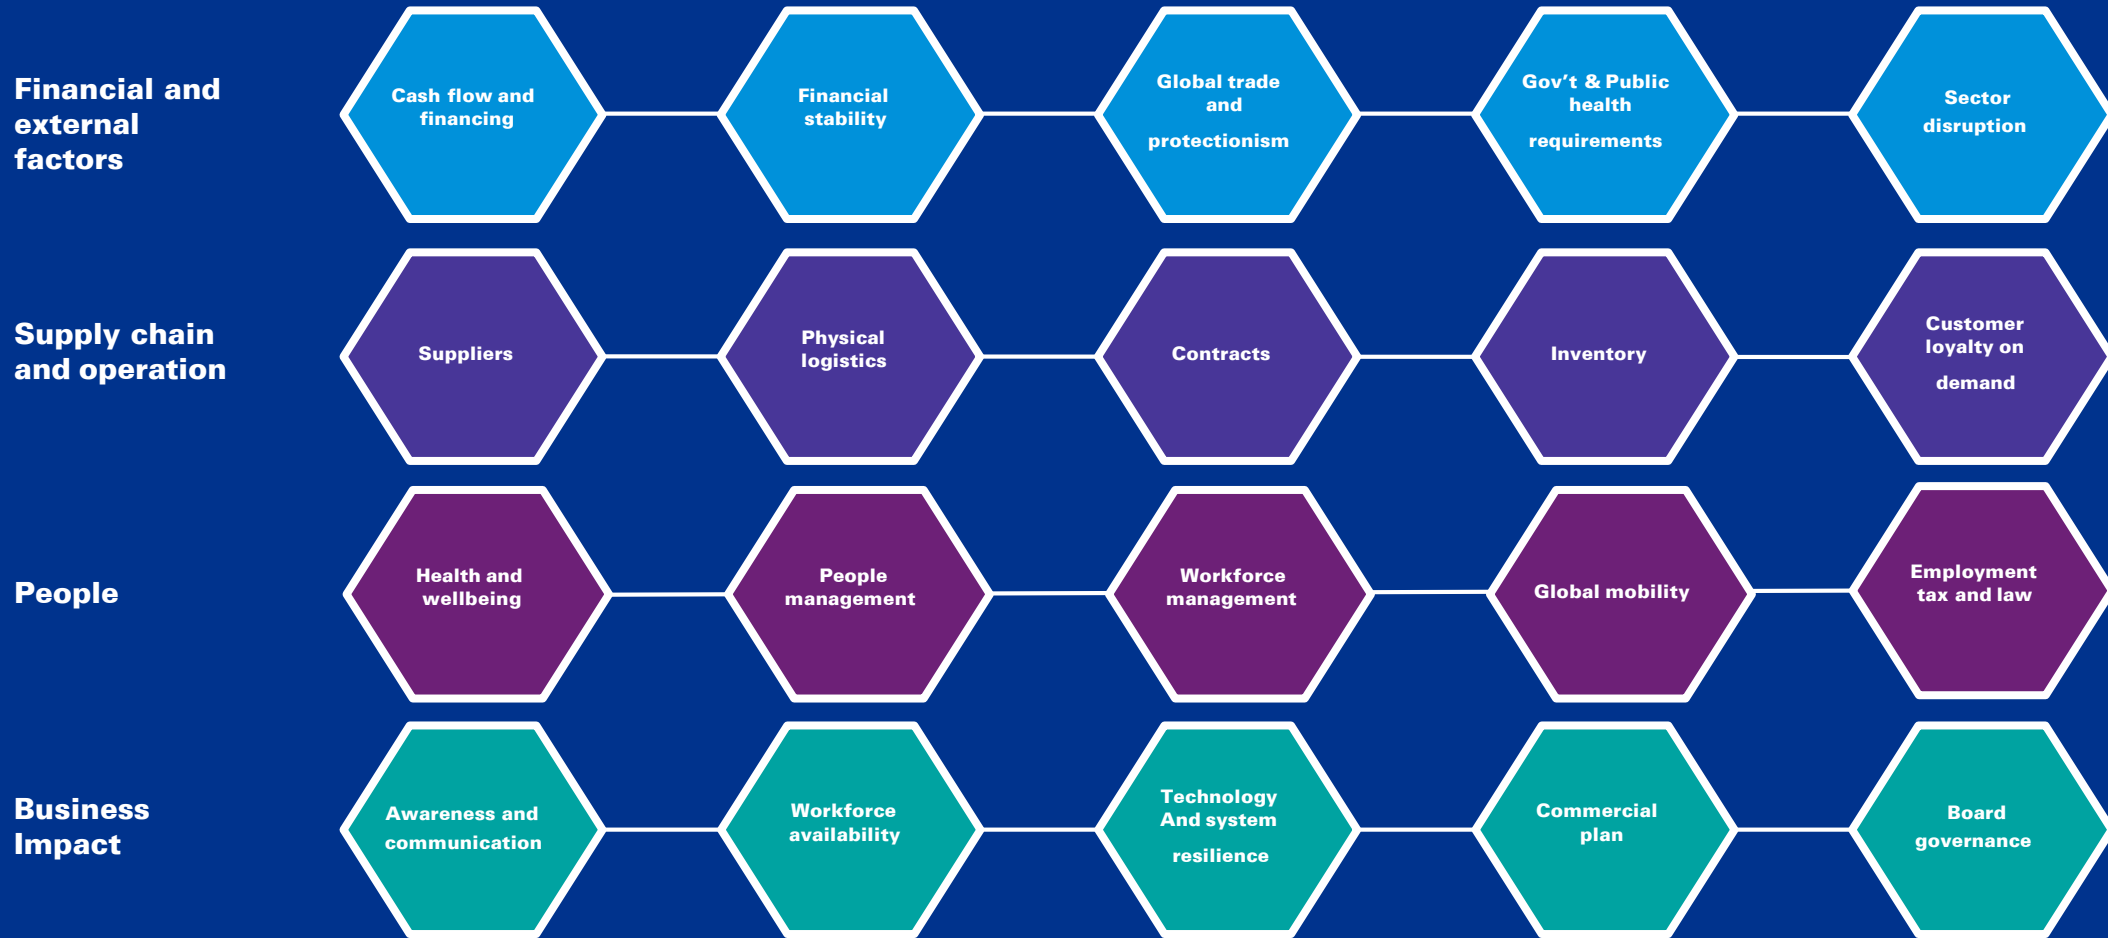 Financial and
external
factors
Cash flow and
financing
Financial
stability
Global trade
and
protectionism
Gov't & Public
health
requirements
Sector
disruption
Supply chain
and operation
Suppliers
Physical
logistics
Contracts
Inventory
Customer
loyalty on
demand
People
Health and
wellbeing
People
management
Workforce
management
Global mobility
Employment
tax and law
Business
Impact
Awareness and
communication
Workforce
availability
Technology
And system
resilience
Commercial
plan
Board
governance